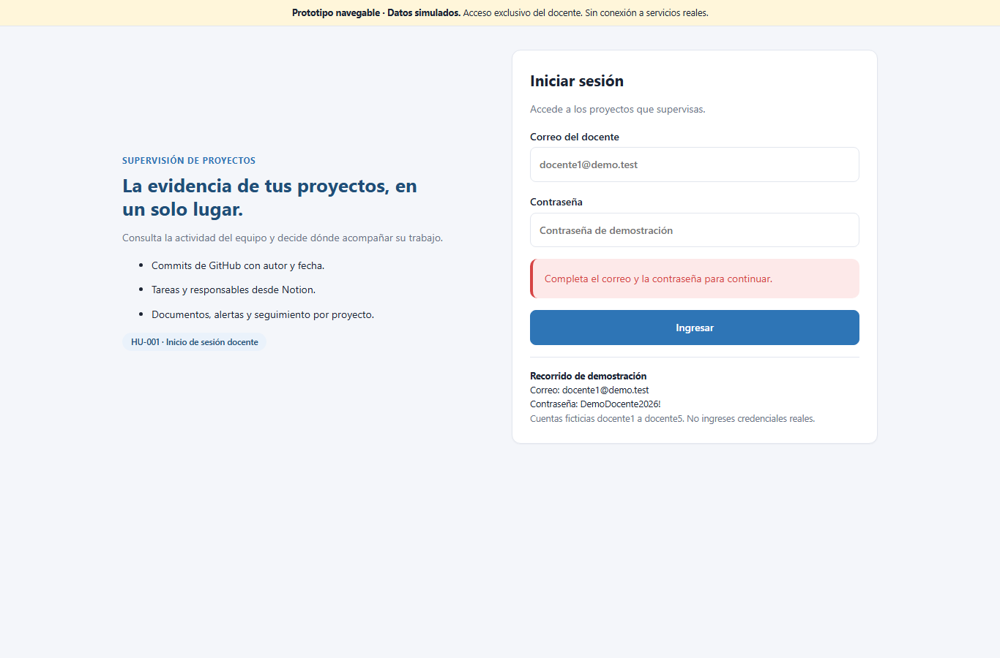 Prototipo navegable · Datos simulados. Acceso exclusivo del docente. Sin conexión a servicios reales.
SUPERVISIÓN DE PROYECTOS
La evidencia de tus proyectos, en
un solo lugar.
Consulta la actividad del equipo y decide dónde acompañar su trabajo.
Commits de GitHub con autor y fecha.
Tareas y responsables desde Notion.
Documentos, alertas y seguimiento por proyecto.
HU-001 · Inicio de sesión docente
Iniciar sesión
Accede a los proyectos que supervisas.
Correo del docente
docente1@demo.test
Contraseña
Contraseña de demostración
Completa el correo y la contraseña para continuar.
Ingresar
Recorrido de demostración
Correo: docente1@demo.test
Contraseña: DemoDocente2026!
Cuentas ficticias docente1 a docente5. No ingreses credenciales reales.